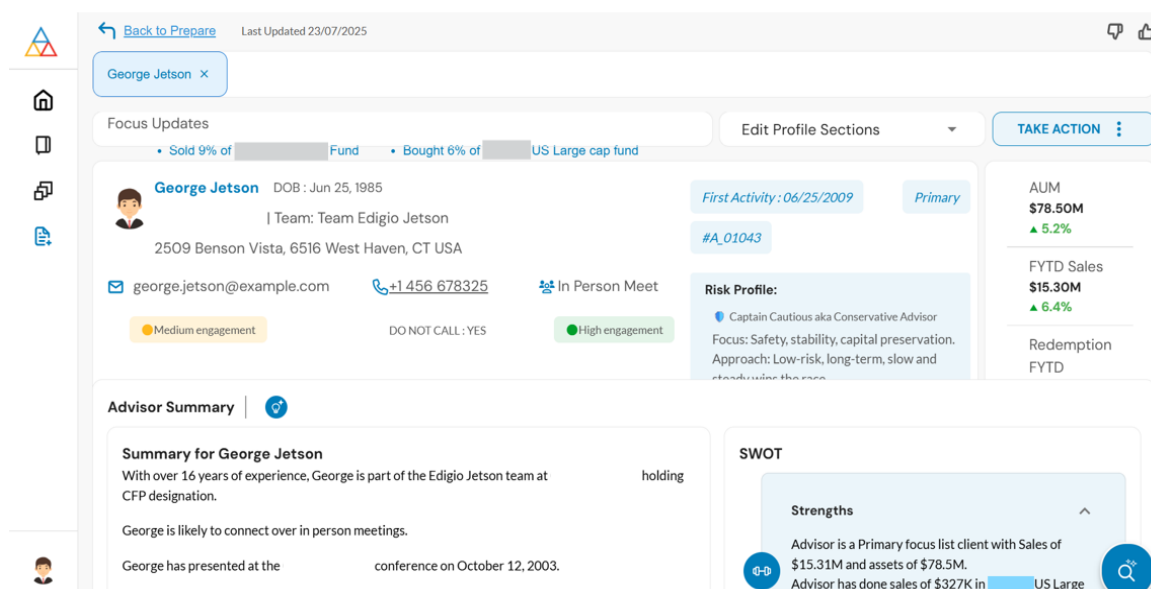 Back to Prepare Last Updated 23/07/2025
George Jetson ×
Focus Updates
• Sold 9% of Fund • Bought 6% of US Large cap fund
Edit Profile Sections
TAKE ACTION
George Jetson DOB : Jun 25, 1985
| Team: Team Edigio Jetson
2509 Benson Vista, 6516 West Haven, CT USA
george.jetson@example.com +1 456 678325 In Person Meet
Medium engagement DO NOT CALL : YES High engagement
First Activity : 06/25/2009 Primary
#A_01043
Risk Profile:
Captain Cautious aka Conservative Advisor
Focus: Safety, stability, capital preservation.
Approach: Low-risk, long-term, slow and
steady wins the race
AUM
$78.50M
▲ 5.2%
FYTD Sales
$15.30M
▲ 6.4%
Redemption
FYTD
Advisor Summary
Summary for George Jetson
With over 16 years of experience, George is part of the Edigio Jetson team at holding
CFP designation.
George is likely to connect over in person meetings.
George has presented at the conference on October 12, 2003.
SWOT
Strengths
Advisor is a Primary focus list client with Sales of
$15.31M and assets of $78.5M.
Advisor has done sales of $327K in US Large